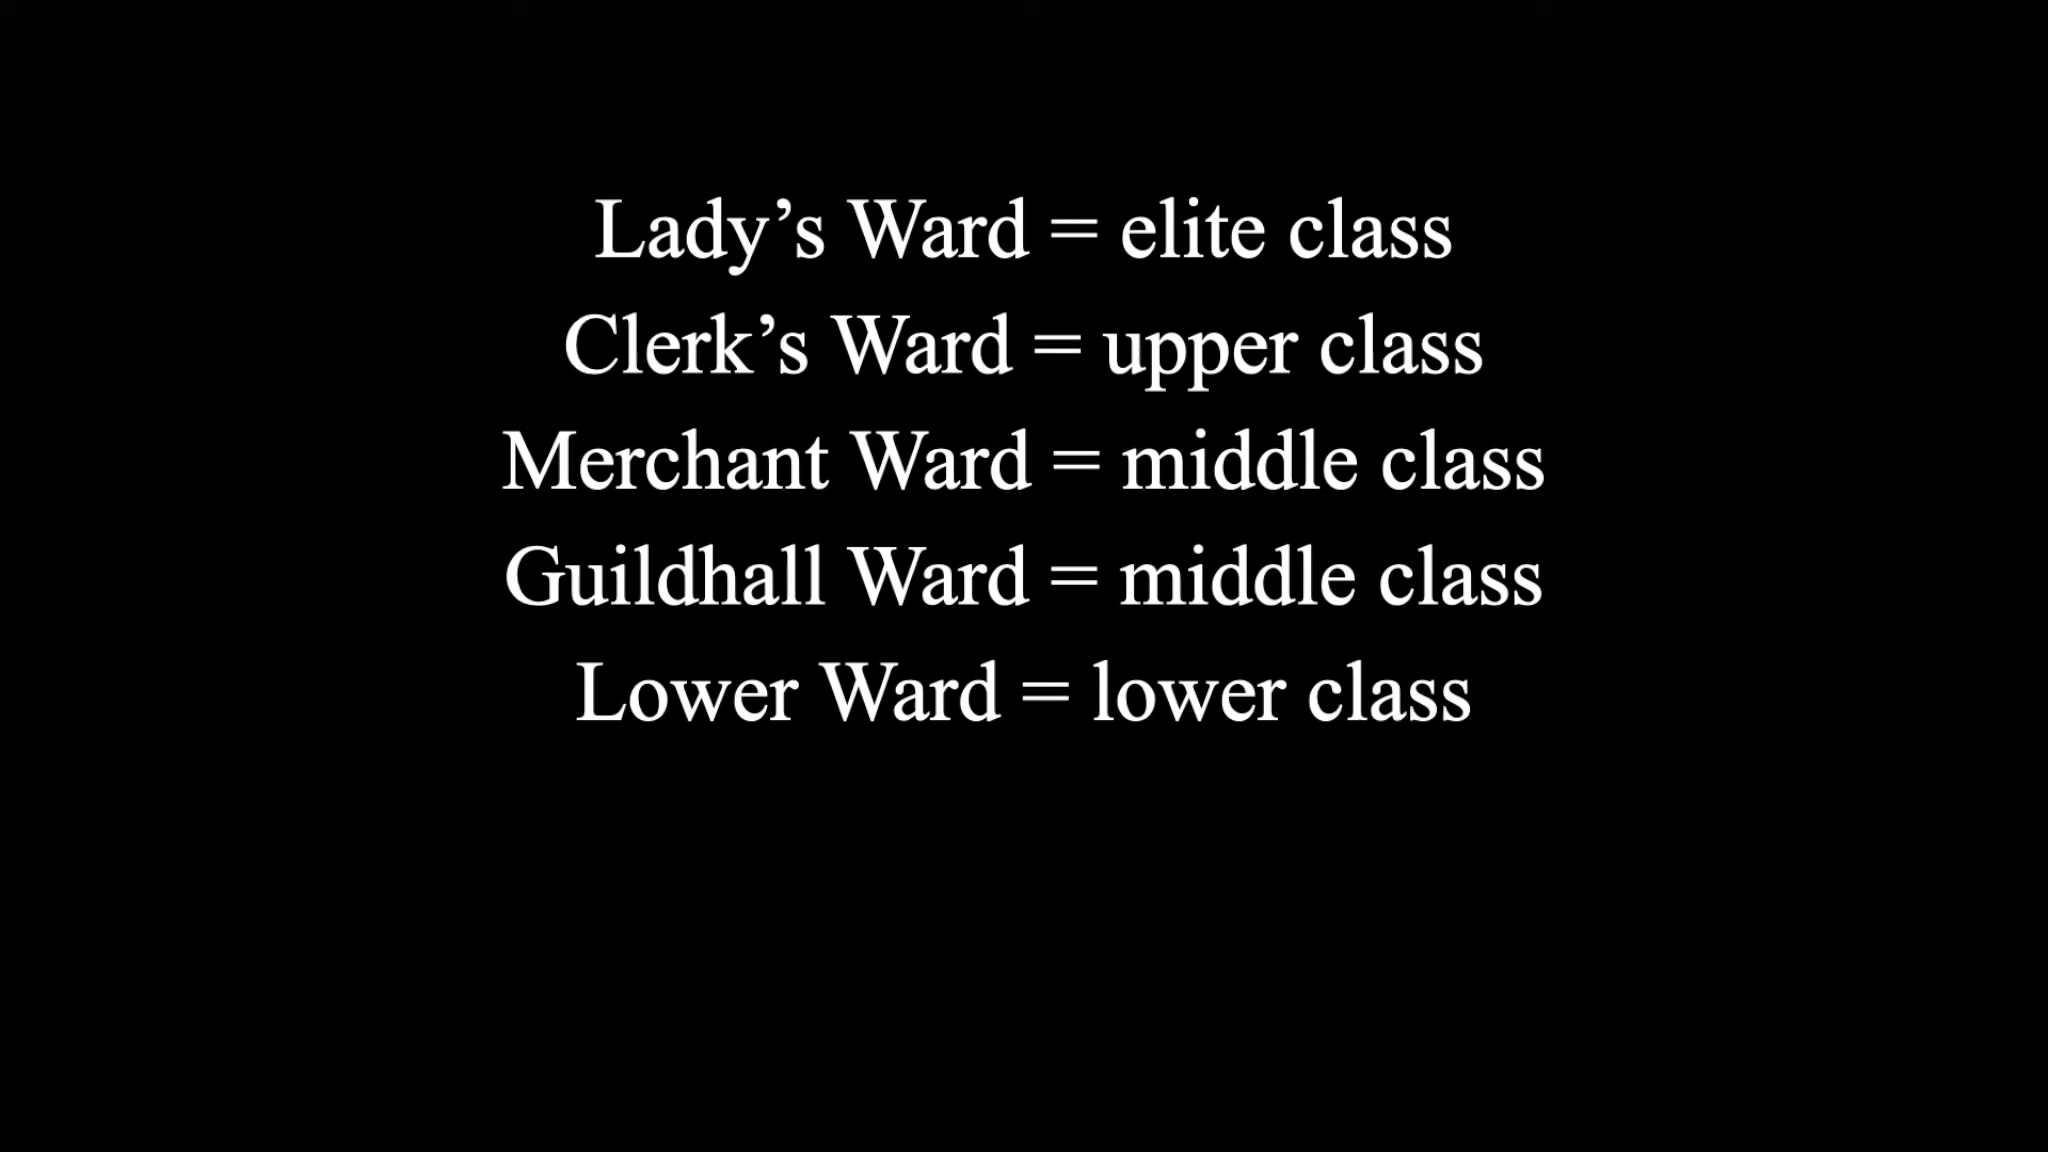 Lady’s Ward = elite class
Clerk’s Ward = upper class
Merchant Ward = middle class
Guildhall Ward = middle class
Lower Ward = lower class